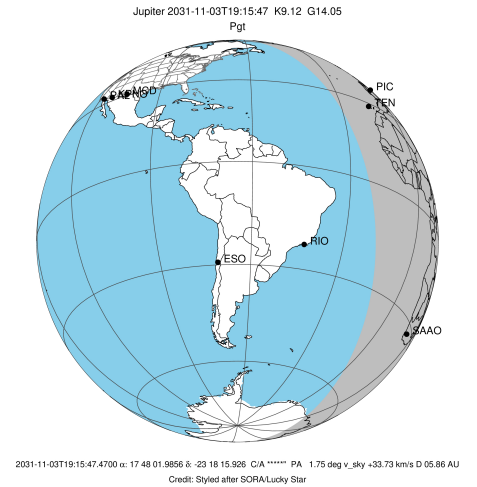 Jupiter 2031-11-03T19:15:47 K9.12 G14.05
Pgt
PIC
TEN
MCD
RIO
ESO
SAAO
2031-11-03T19:15:47.4700 α: 17 48 01.9856 δ: -23 18 15.926 C/A *****" PA 1.75 deg v_sky +33.73 km/s D 05.86 AU
Credit: Styled after SORA/Lucky Star